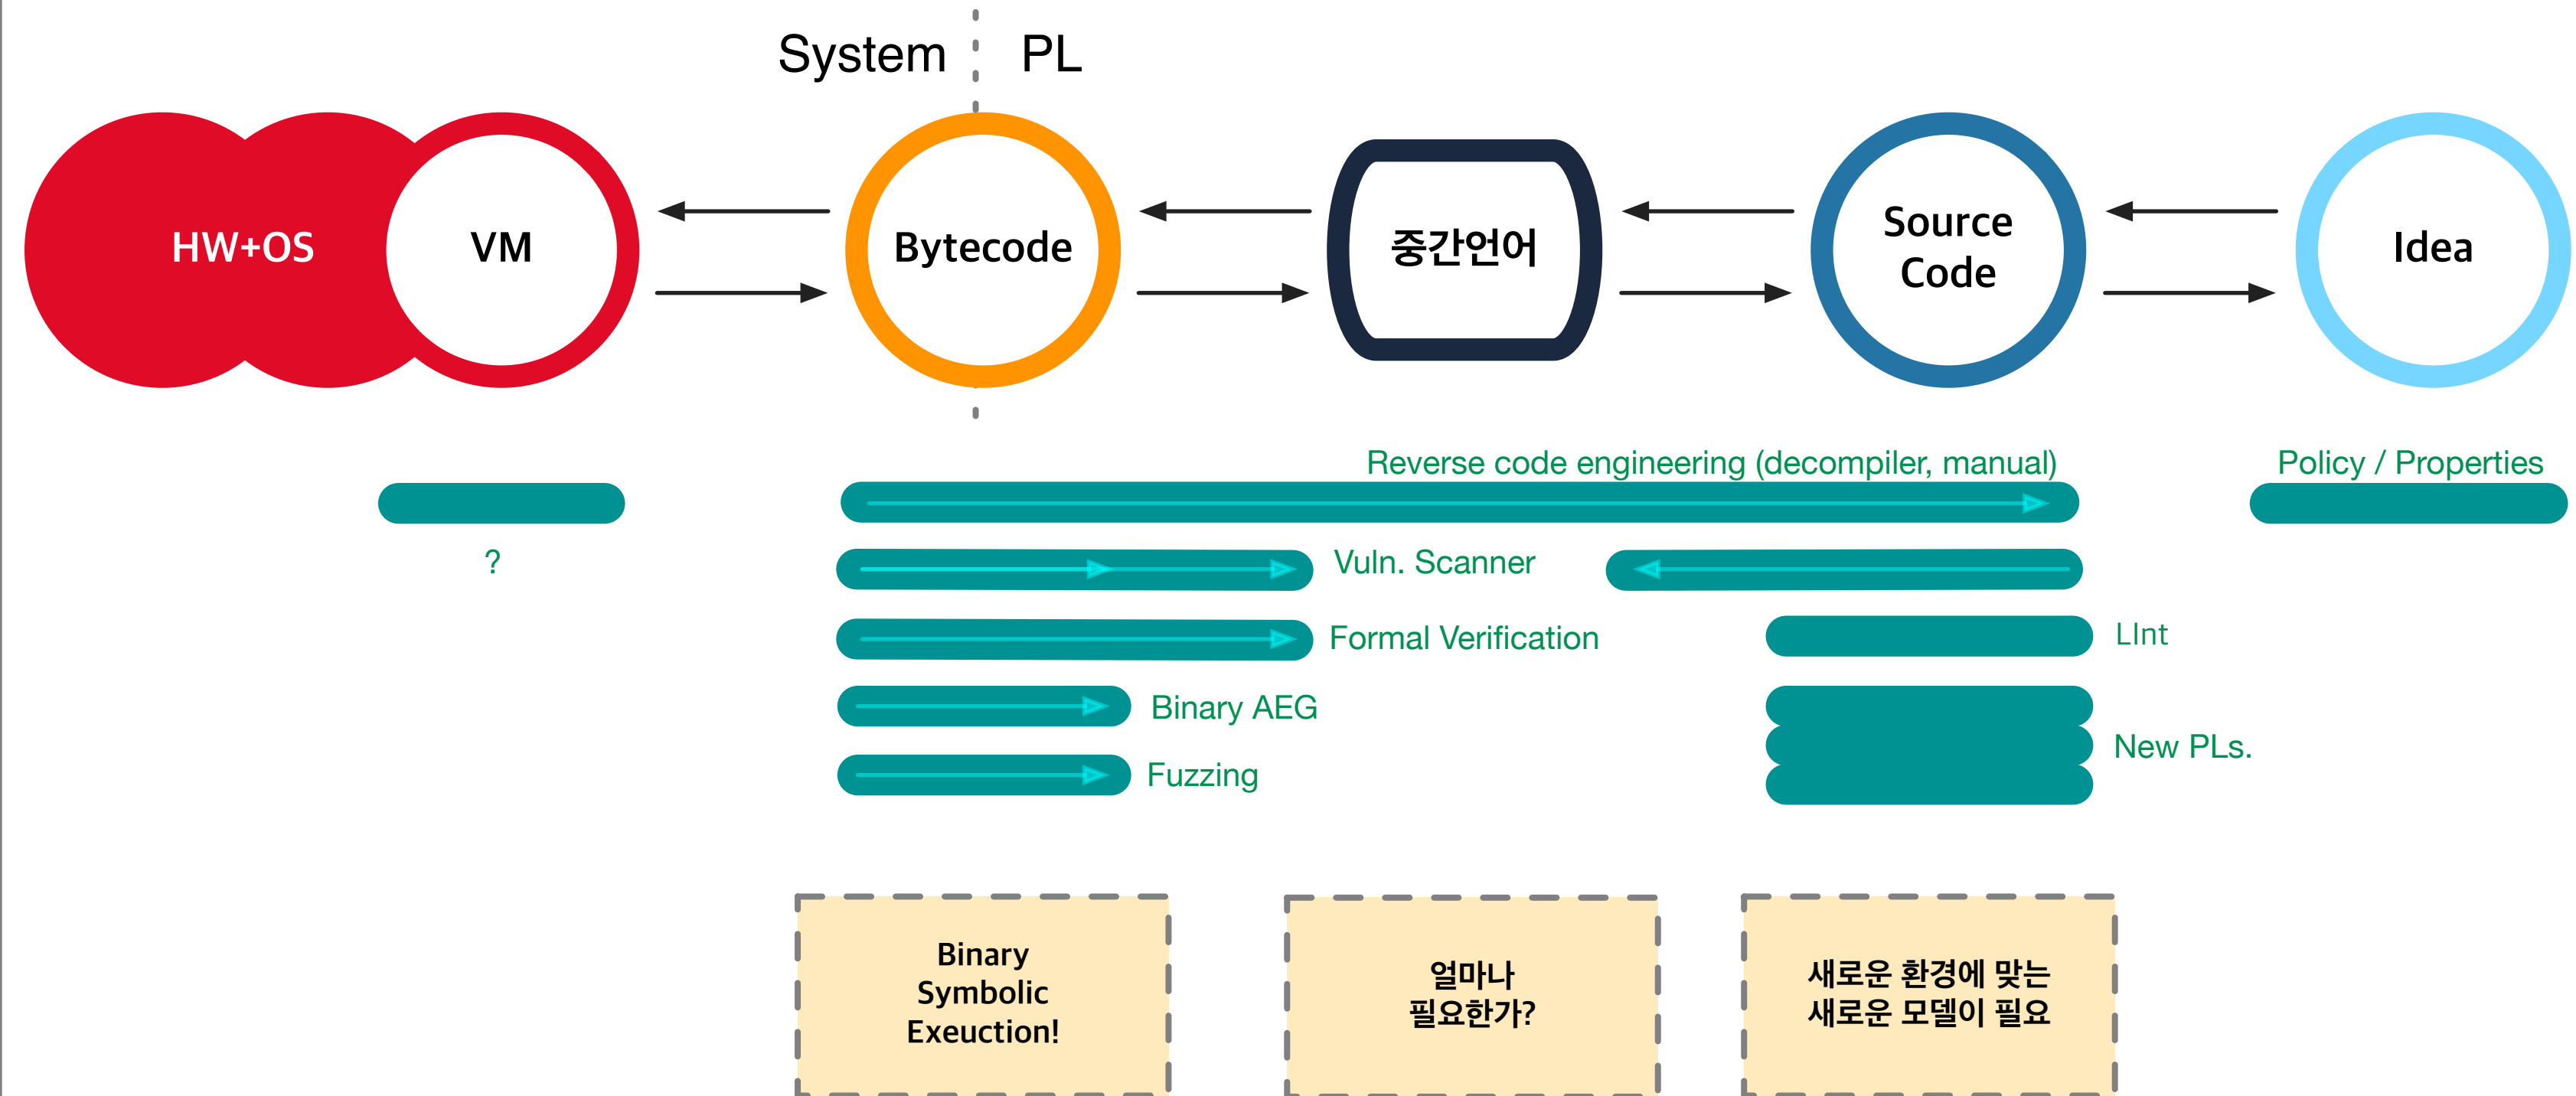 System
PL
HW+OS
VM
Bytecode
중간언어
Source
Code
Idea
Reverse code engineering (decompiler, manual)
Policy / Properties
?
Vuln. Scanner
Formal Verification
LInt
Binary AEG
New PLs.
Fuzzing
Binary
Symbolic
Exeuction!
얼마나
필요한가?
새로운 환경에 맞는
새로운 모델이 필요